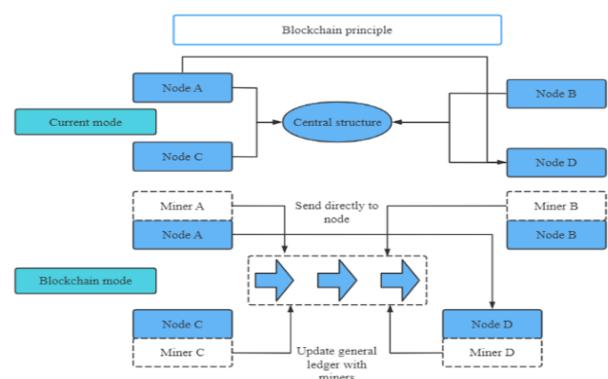 Blockchain principle
Node A
Node B
Current mode
Central structure
Node C
Node D
Miner A
Send directly to
node
Miner B
Node A
Node B
Blockchain mode
Node C
Node D
Miner C
Update general
ledger with
miners
Miner D